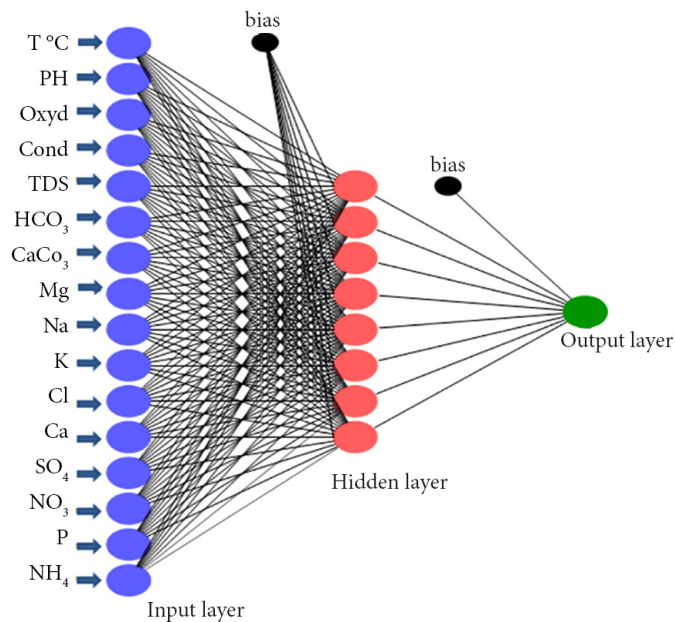 T °C
PH
Oxyd
Cond
TDS
HCO₃
CaCo₃
Mg
Na
K
Cl
Ca
SO₄
NO₃
P
NH₄
Input layer
bias
Hidden layer
bias
Output layer